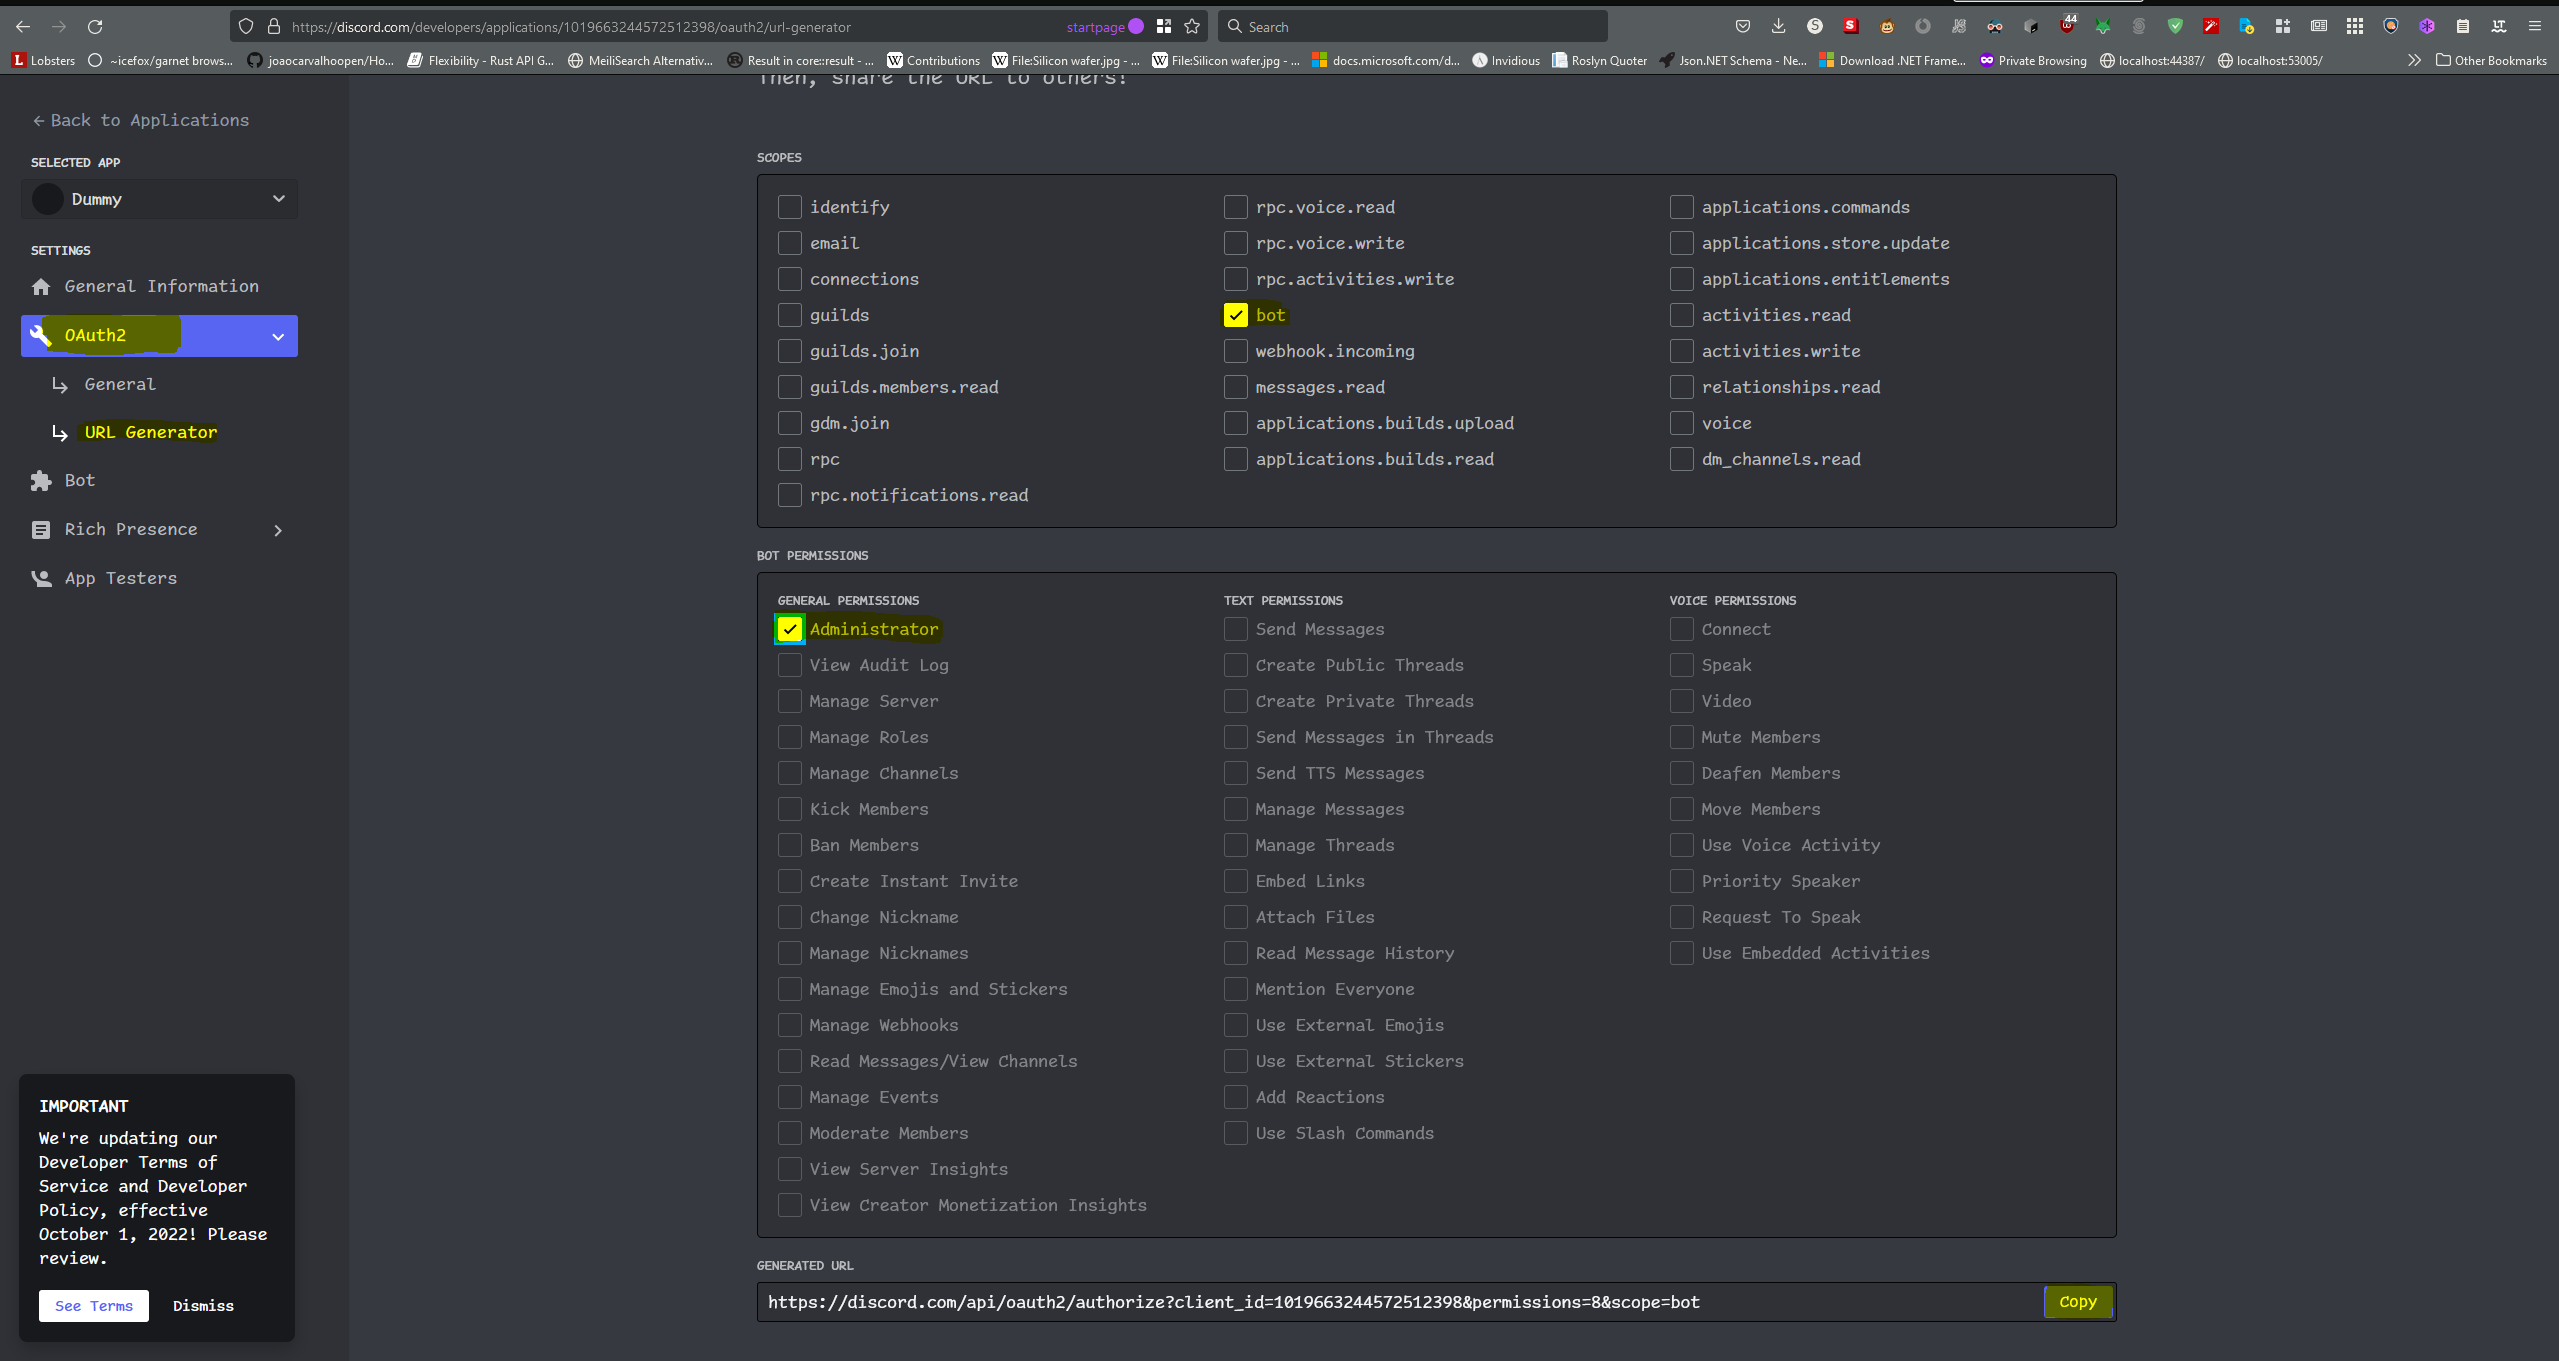 https://discord.com/developers/applications/1019663244572512398/oauth2/url-generator
startpage
Search
44
Lobsters
~icefox/garnet brows...
joaocarvalhoopen/Ho...
Flexibility - Rust API G...
MeiliSearch Alternativ...
Result in core::result - ...
Contributions
File:Silicon wafer.jpg - ...
File:Silicon wafer.jpg - ...
docs.microsoft.com/d...
Invidious
Roslyn Quoter
Json.NET Schema - Ne...
Download .NET Frame...
Private Browsing
localhost:44387/
localhost:53005/
Other Bookmarks
Then, share the URL to others!
← Back to Applications
SELECTED APP
Dummy
SETTINGS
General Information
OAuth2
General
URL Generator
Bot
Rich Presence
App Testers
IMPORTANT
We're updating our
Developer Terms of
Service and Developer
Policy, effective
October 1, 2022! Please
review.
See Terms
Dismiss
SCOPES
identify
email
connections
guilds
guilds.join
guilds.members.read
gdm.join
rpc
rpc.notifications.read
rpc.voice.read
rpc.voice.write
rpc.activities.write
bot
webhook.incoming
messages.read
applications.builds.upload
applications.builds.read
applications.commands
applications.store.update
applications.entitlements
activities.read
activities.write
relationships.read
voice
dm_channels.read
BOT PERMISSIONS
GENERAL PERMISSIONS
Administrator
View Audit Log
Manage Server
Manage Roles
Manage Channels
Kick Members
Ban Members
Create Instant Invite
Change Nickname
Manage Nicknames
Manage Emojis and Stickers
Manage Webhooks
Read Messages/View Channels
Manage Events
Moderate Members
View Server Insights
View Creator Monetization Insights
TEXT PERMISSIONS
Send Messages
Create Public Threads
Create Private Threads
Send Messages in Threads
Send TTS Messages
Manage Messages
Manage Threads
Embed Links
Attach Files
Read Message History
Mention Everyone
Use External Emojis
Use External Stickers
Add Reactions
Use Slash Commands
VOICE PERMISSIONS
Connect
Speak
Video
Mute Members
Deafen Members
Move Members
Use Voice Activity
Priority Speaker
Request To Speak
Use Embedded Activities
GENERATED URL
https://discord.com/api/oauth2/authorize?client_id=1019663244572512398&permissions=8&scope=bot
Copy